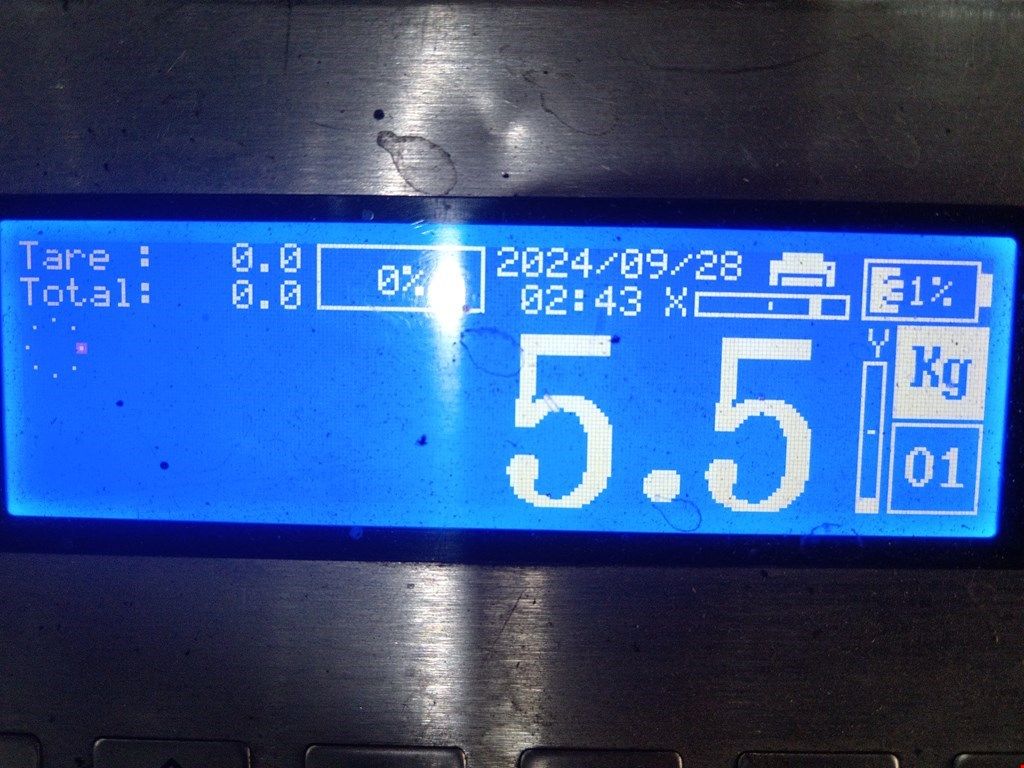 Tare : 0.0
Total: 0.0
0%
2024/09/28
02:43 X
1%
5.5
Y
Kg
01